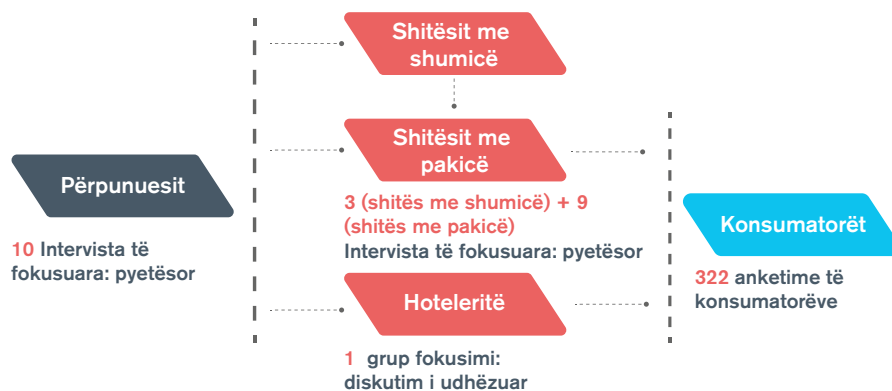 Shitësit me
shumicë
Shitësit me
pakicë
Përpunuesit
3 (shitës me shumicë) + 9
(shitës me pakicë)
Intervista të fokusuara: pyetësor
Konsumatorët
10 Intervista të
fokusuara: pyetësor
322 anketime të
konsumatorëve
Hoteleritë
1 grup fokusimi:
diskutim i udhëzuar